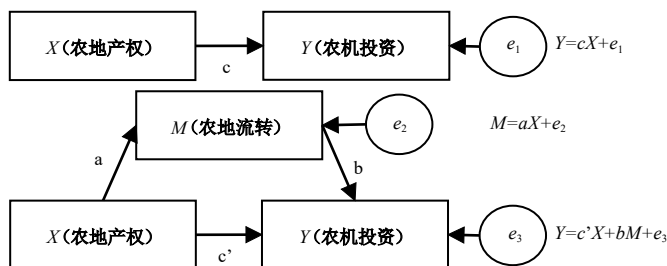 X(农地产权) c Y(农机投资) e1 Y=cX+e1
M(农地流转) e2 M=aX+e2
a b
X(农地产权) c’ Y(农机投资) e3 Y=c’X+bM+e3